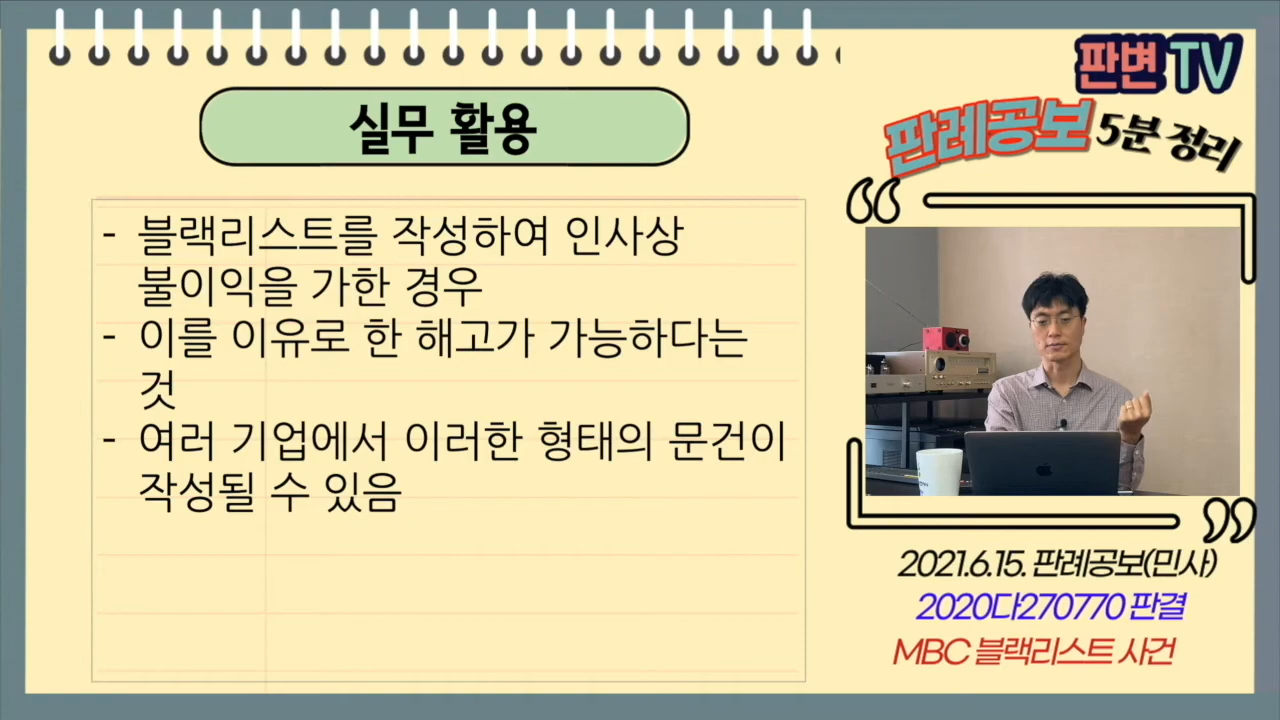 실무 활용
- 블랙리스트를 작성하여 인사상
불이익을 가한 경우
- 이를 이유로 한 해고가 가능하다는
것
- 여러 기업에서 이러한 형태의 문건이
작성될 수 있음
판변 TV
판례공보 5분 정리
2021.6.15. 판례공보(민사)
2020다270770 판결
MBC 블랙리스트 사건